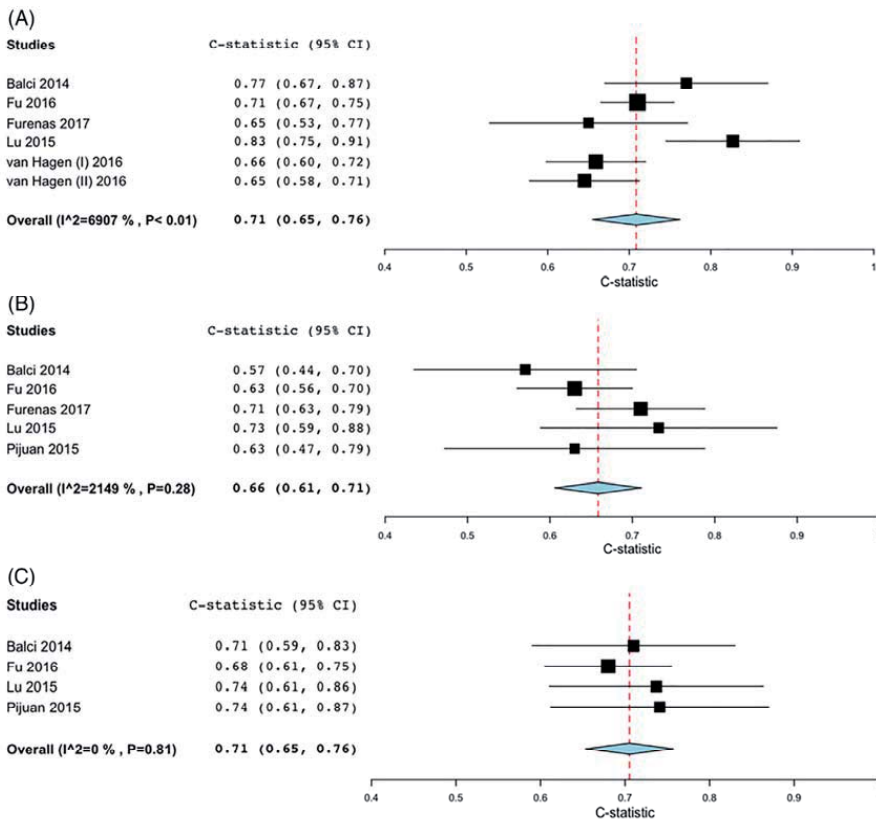 (A)
Studies C-statistic (95% CI)
Balci 2014 0.77 (0.67, 0.87)
Fu 2016 0.71 (0.67, 0.75)
Furenas 2017 0.65 (0.53, 0.77)
Lu 2015 0.83 (0.75, 0.91)
van Hagen (I) 2016 0.66 (0.60, 0.72)
van Hagen (II) 2016 0.65 (0.58, 0.71)
Overall (I^2=6907 % , P< 0.01) 0.71 (0.65, 0.76)
0.4 0.5 0.6 0.7 0.8 0.9 1
C-statistic
(B)
Studies C-statistic (95% CI)
Balci 2014 0.57 (0.44, 0.70)
Fu 2016 0.63 (0.56, 0.70)
Furenas 2017 0.71 (0.63, 0.79)
Lu 2015 0.73 (0.59, 0.88)
Pijuan 2015 0.63 (0.47, 0.79)
Overall (I^2=2149 % , P=0.28) 0.66 (0.61, 0.71)
0.4 0.5 0.6 0.7 0.8 0.9
C-statistic
(C)
Studies C-statistic (95% CI)
Balci 2014 0.71 (0.59, 0.83)
Fu 2016 0.68 (0.61, 0.75)
Lu 2015 0.74 (0.61, 0.86)
Pijuan 2015 0.74 (0.61, 0.87)
Overall (I^2=0 % , P=0.81) 0.71 (0.65, 0.76)
0.4 0.5 0.6 0.7 0.8 0.9
C-statistic